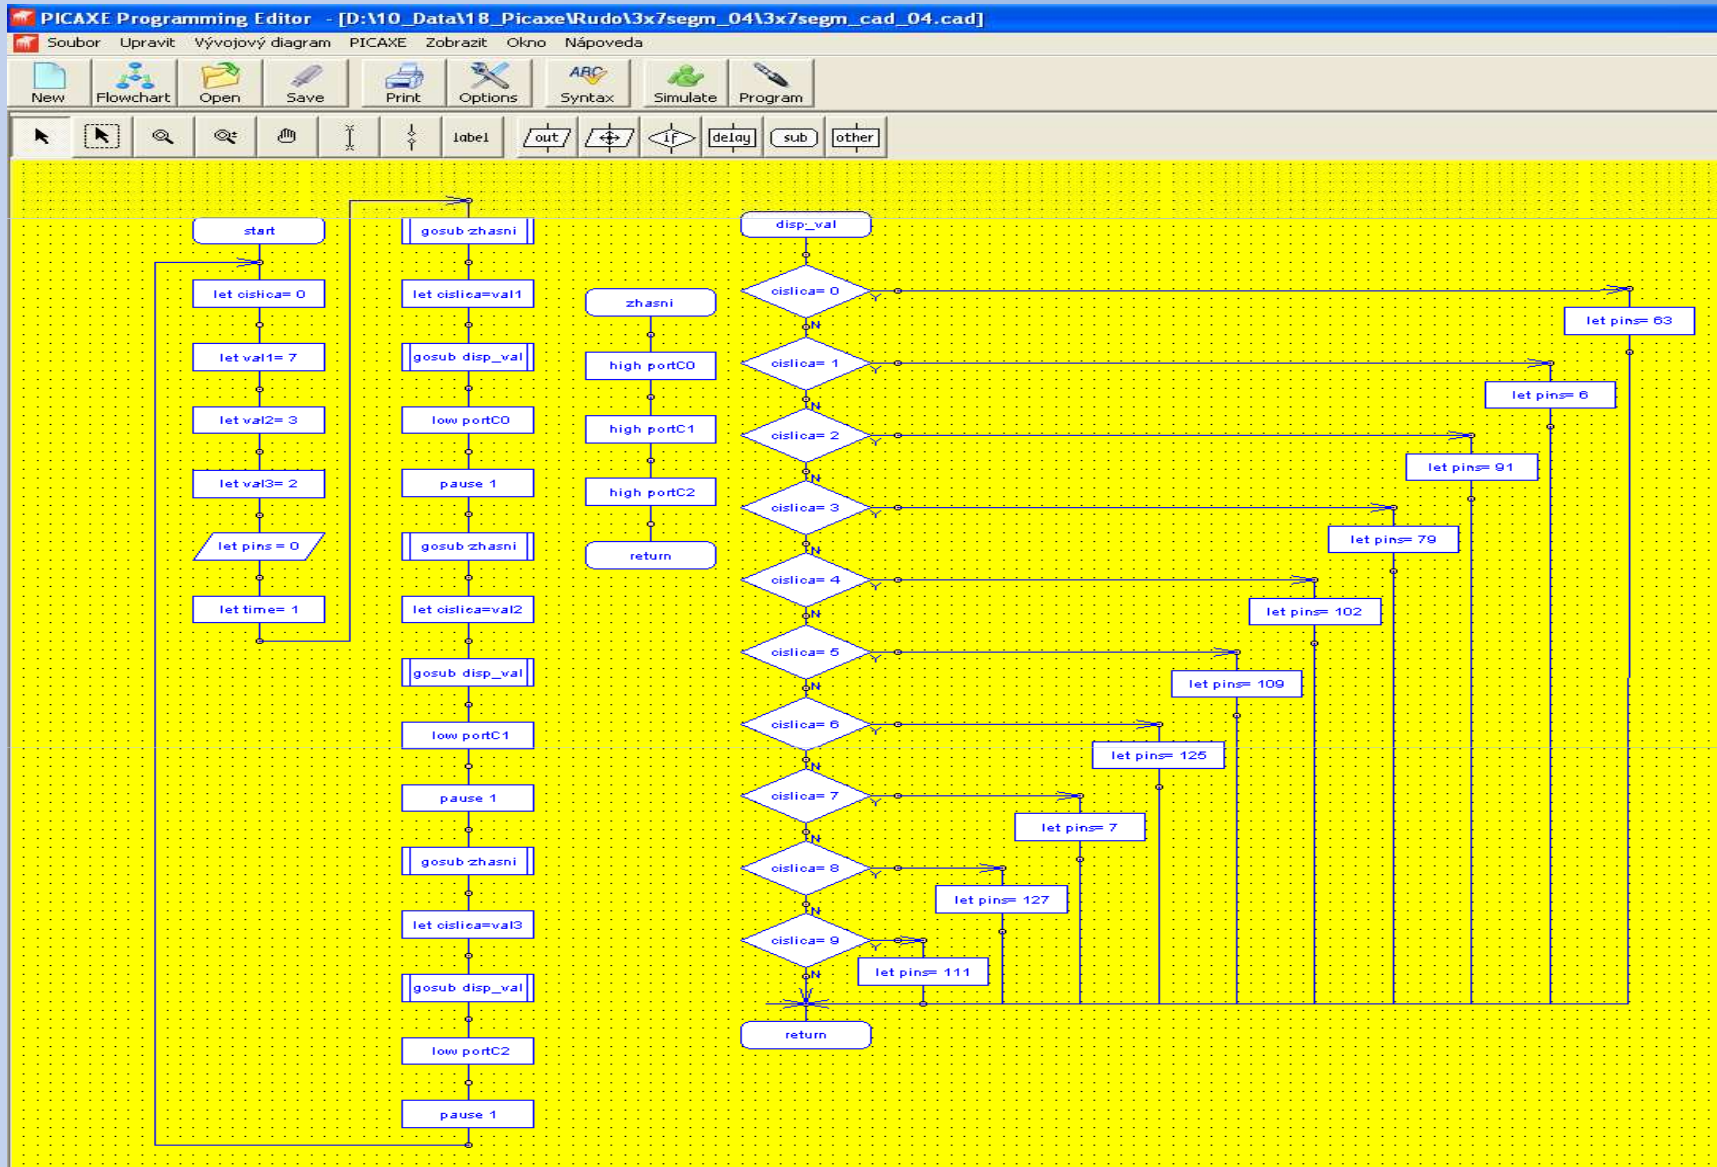 PICAXE Programming Editor - [D:\10_Data\18_Picaxe\Rudo\3x7segm_04\3x7segm_cad_04.cad]
Soubor Upravit Vývojový diagram PICAXE Zobrazit Okno Nápoveda
New Flowchart Open Save Print Options Syntax Simulate Program
label out if delay sub other
start
let cislica= 0
let val1= 7
let val2= 3
let val3= 2
let pins = 0
let time= 1
gosub zhasni
let cislica=val1
gosub disp_val
low portC0
pause 1
gosub zhasni
let cislica=val2
gosub disp_val
low portC1
pause 1
gosub zhasni
let cislica=val3
gosub disp_val
low portC2
pause 1
zhasni
high portC0
high portC1
high portC2
return
disp_val
cislica= 0 Y
let pins= 63
N
cislica= 1 Y
let pins= 6
N
cislica= 2 Y
let pins= 91
N
cislica= 3 Y
let pins= 79
N
cislica= 4 Y
let pins= 102
N
cislica= 5 Y
let pins= 109
N
cislica= 6 Y
let pins= 125
N
cislica= 7 Y
let pins= 7
N
cislica= 8 Y
let pins= 127
N
cislica= 9 Y
let pins= 111
N
return